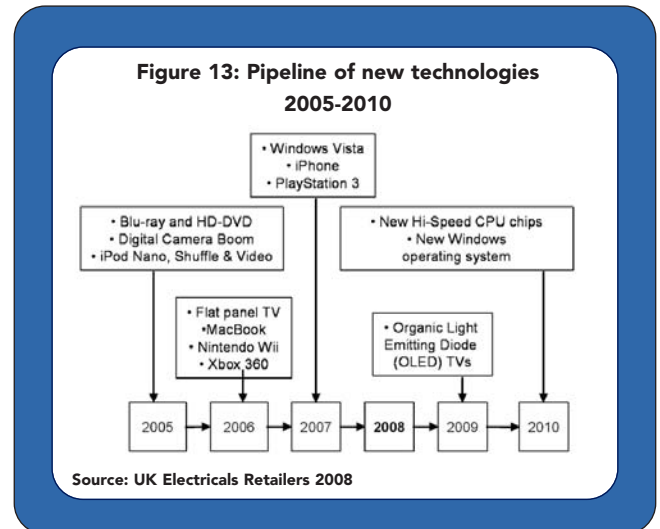 Figure 13: Pipeline of new technologies
2005-2010
• Windows Vista
• iPhone
• PlayStation 3
• Blu-ray and HD-DVD
• Digital Camera Boom
• iPod Nano, Shuffle & Video
• New Hi-Speed CPU chips
• New Windows
operating system
• Flat panel TV
•MacBook
• Nintendo Wii
• Xbox 360
• Organic Light
Emitting Diode
(OLED) TVs
2005
2006
2007
2008
2009
2010
Source: UK Electricals Retailers 2008